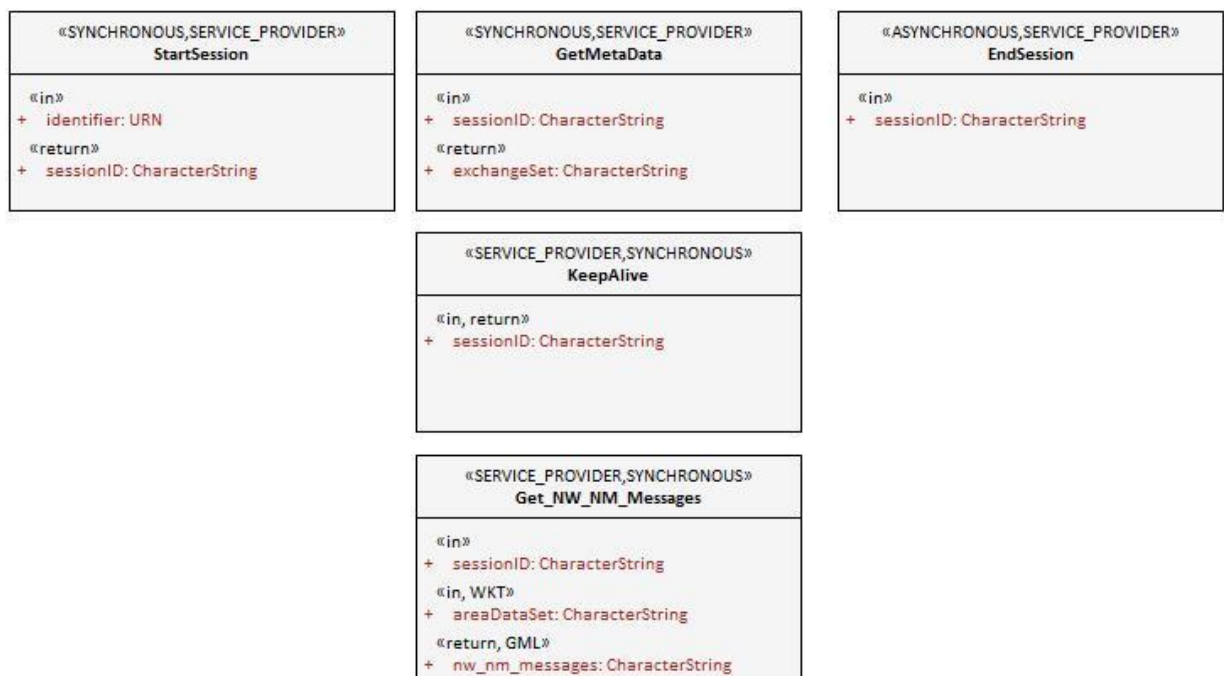 «SYNCHRONOUS,SERVICE_PROVIDER»
StartSession
«in»
+ identifier: URN
«return»
+ sessionID: CharacterString
«SYNCHRONOUS,SERVICE_PROVIDER»
GetMetaData
«in»
+ sessionID: CharacterString
«return»
+ exchangeSet: CharacterString
«ASYNCHRONOUS,SERVICE_PROVIDER»
EndSession
«in»
+ sessionID: CharacterString
«SERVICE_PROVIDER,SYNCHRONOUS»
KeepAlive
«in, return»
+ sessionID: CharacterString
«SERVICE_PROVIDER,SYNCHRONOUS»
Get_NW_NM_Messages
«in»
+ sessionID: CharacterString
«in, WKT»
+ areaDataSet: CharacterString
«return, GML»
+ nw_nm_messages: CharacterString